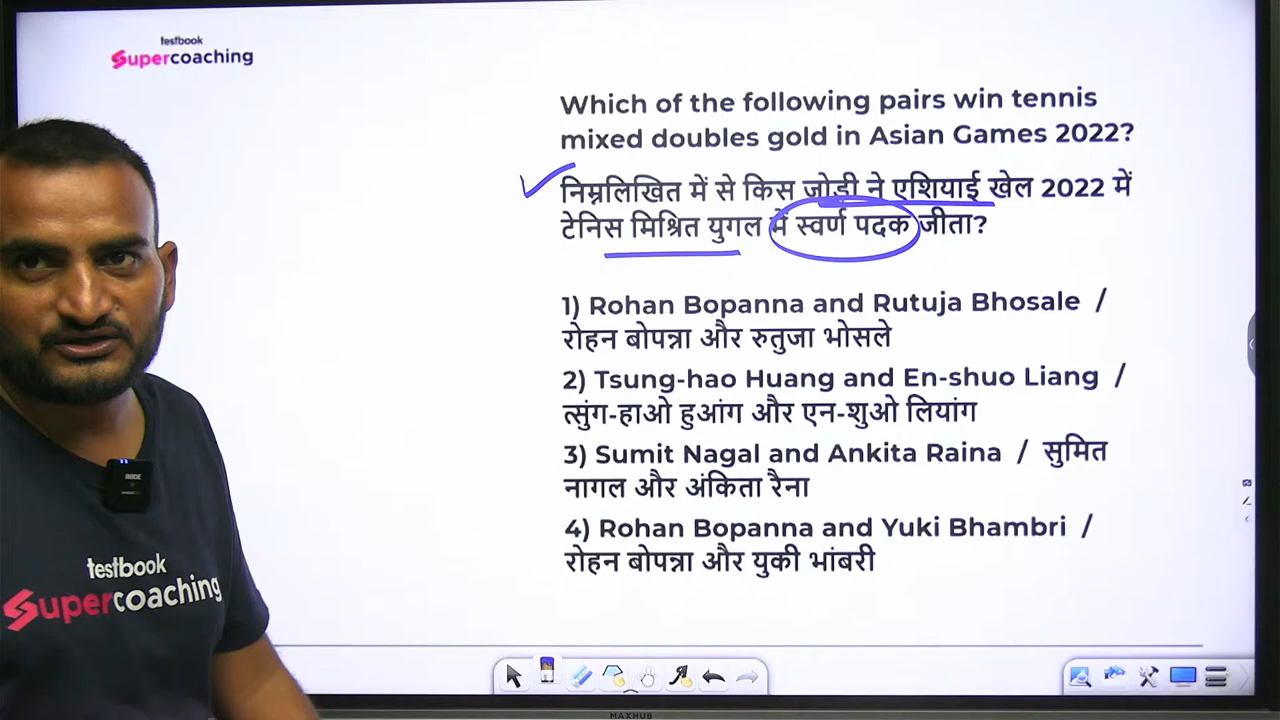 testbook
Supercoaching
Which of the following pairs win tennis
mixed doubles gold in Asian Games 2022?
निम्नलिखित में से किस जोड़ी ने एशियाई खेल 2022 में
टेनिस मिश्रित युगल में स्वर्ण पदक जीता?
1) Rohan Bopanna and Rutuja Bhosale /
रोहन बोपन्ना और रुतुजा भोसले
2) Tsung-hao Huang and En-shuo Liang /
त्सुंग-हाओ हुआंग और एन-शुओ लियांग
3) Sumit Nagal and Ankita Raina / सुमित
नागल और अंकिता रैना
4) Rohan Bopanna and Yuki Bhambri /
रोहन बोपन्ना और युकी भांबरी
RODE
testbook
Supercoaching
MAXHUB